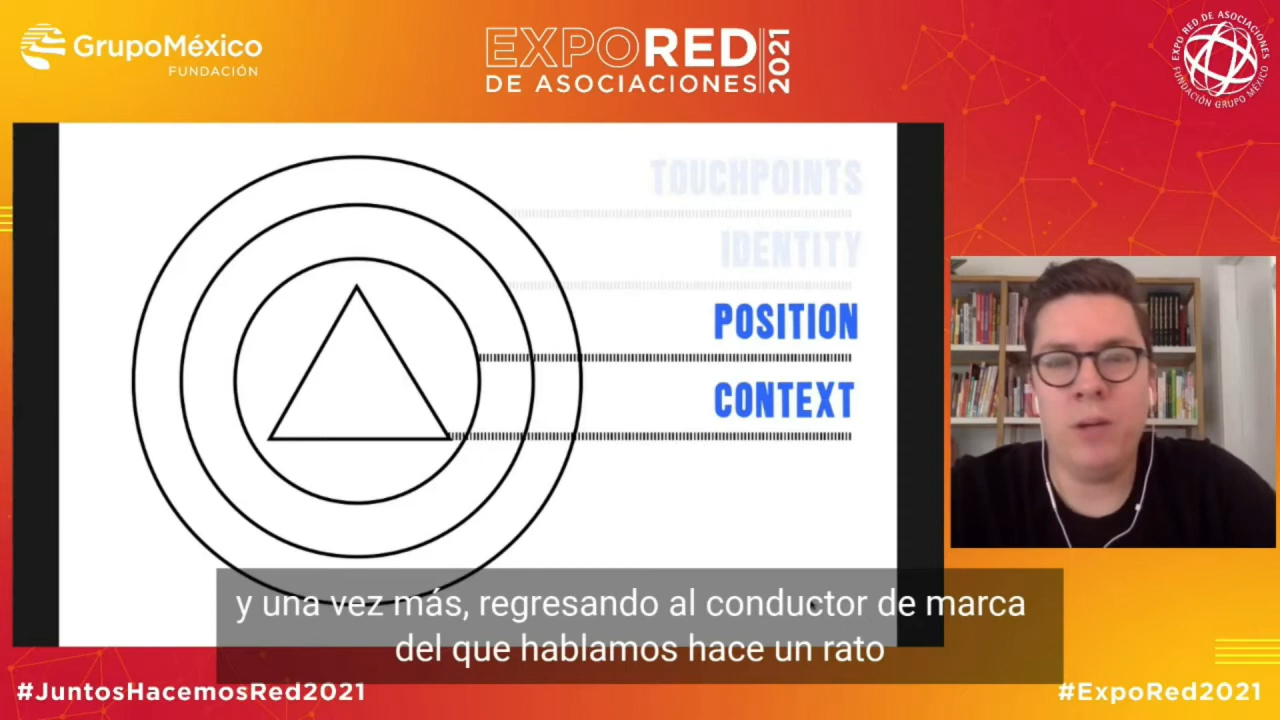 GrupoMéxico
FUNDACIÓN
EXPORED
DE ASOCIACIONES
2021
EXPO RED DE ASOCIACIONES
FUNDACIÓN GRUPO MÉXICO
TOUCHPOINTS
IDENTITY
POSITION
CONTEXT
y una vez más, regresando al conductor de marca
del que hablamos hace un rato
#JuntosHacemosRed2021
#ExpoRed2021